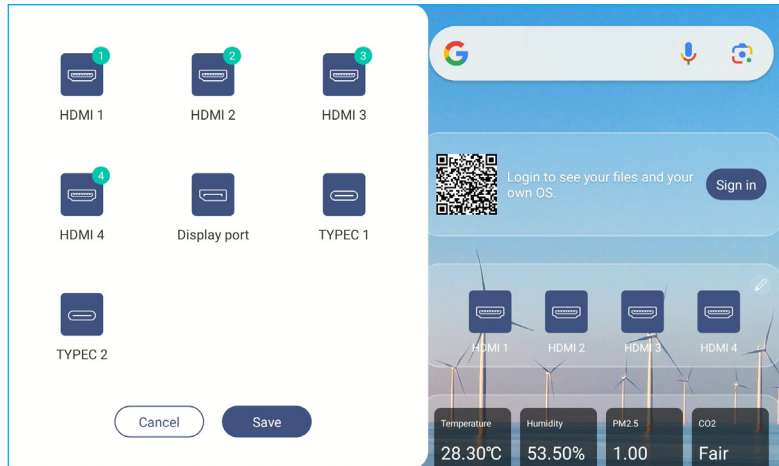 1
2
3
HDMI 1
HDMI 2
HDMI 3
4
HDMI 4
Display port
TYPEC 1
TYPEC 2
Cancel
Save
G
Login to see your files and your
own OS.
Sign in
HDMI 1
HDMI 2
HDMI 3
HDMI 4
Temperature
28.30℃
Humidity
53.50%
PM2.5
1.00
CO2
Fair